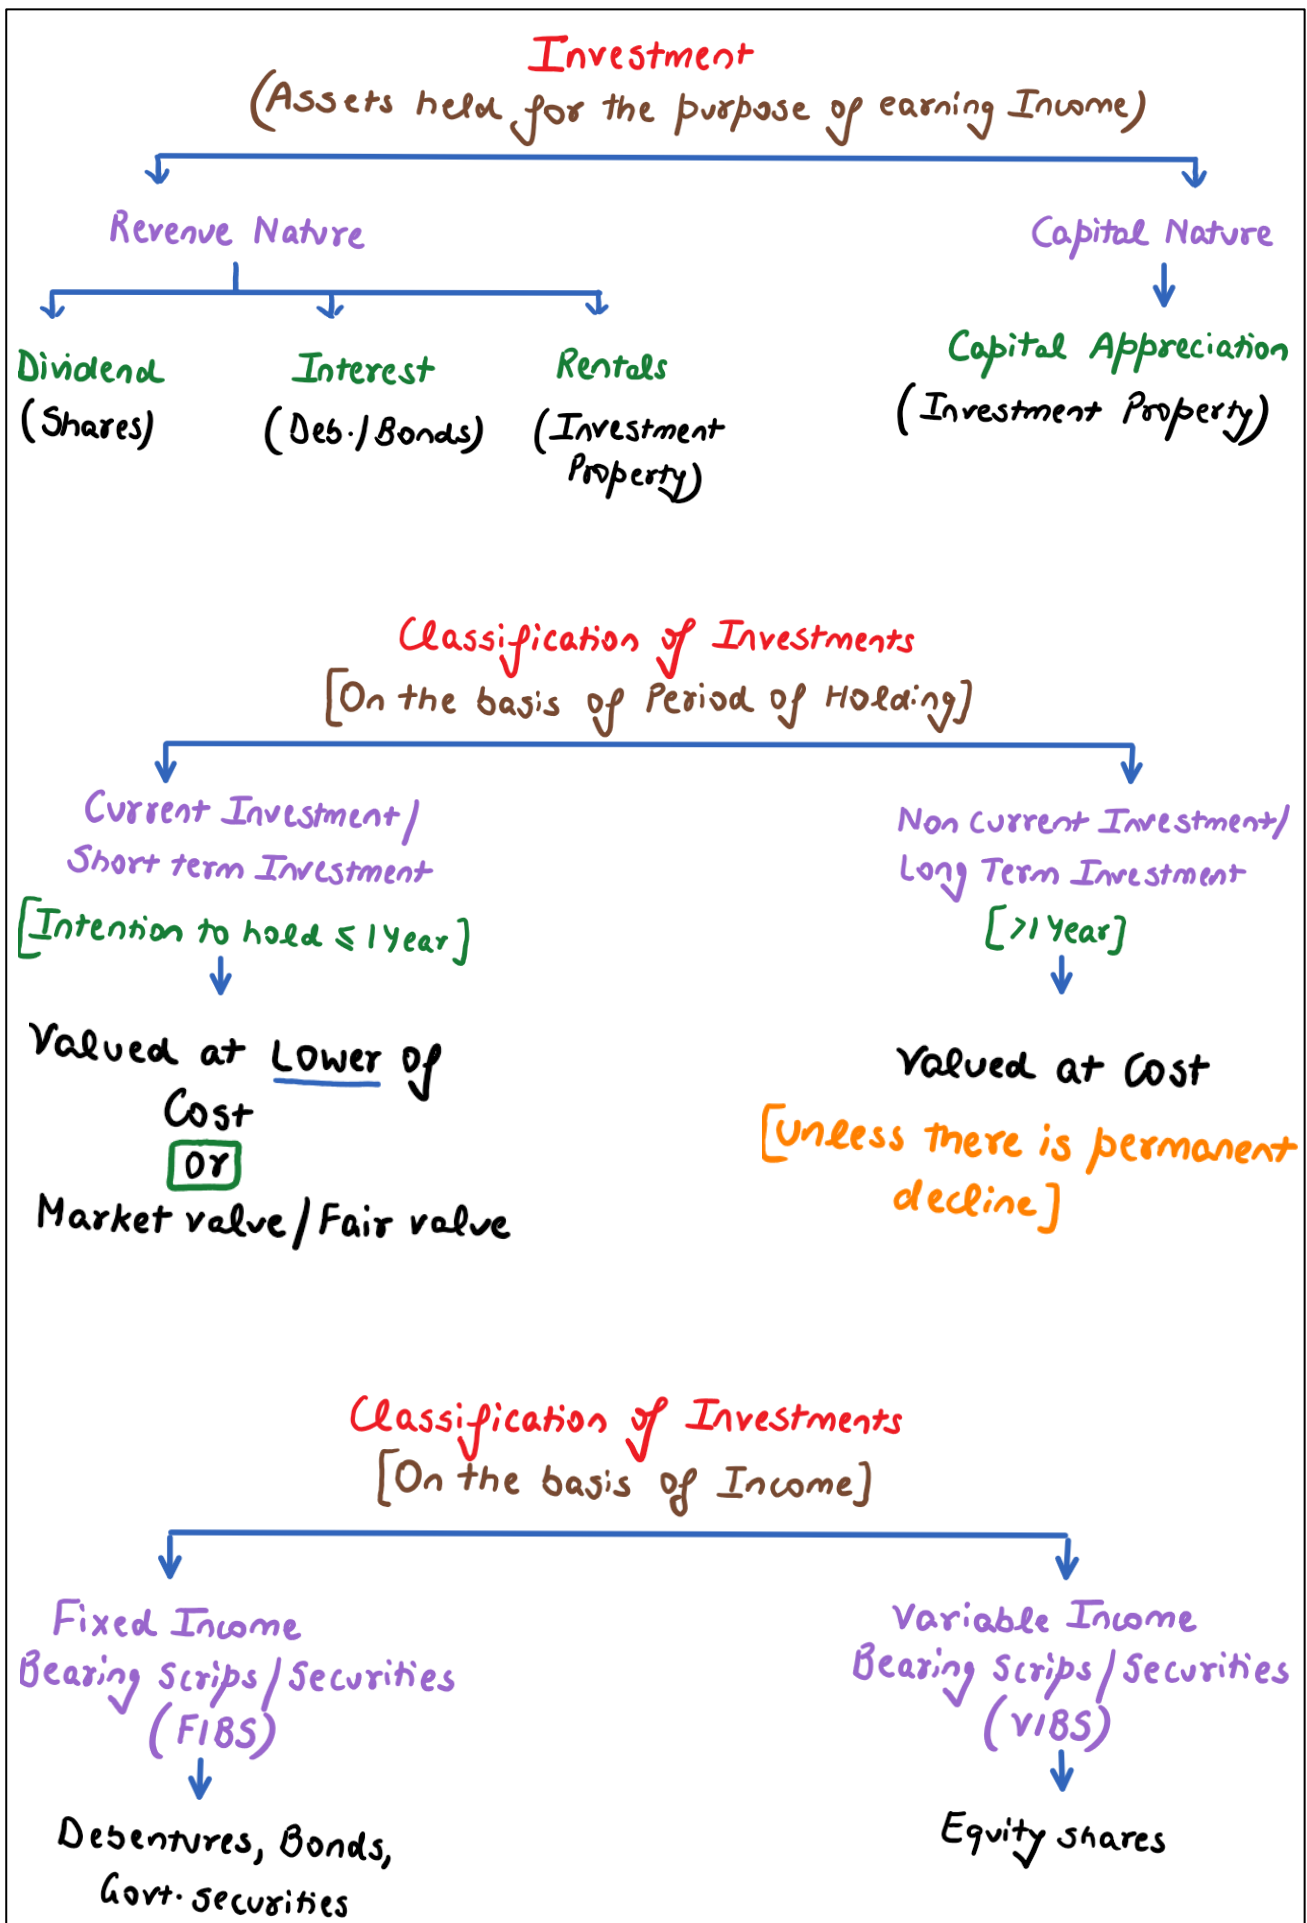 Investment
(Assets held for the purpose of earning Income)
Revenue Nature
Capital Nature
Dividend
(Shares)
Interest
(Deb./Bonds)
Rentals
(Investment
Property)
Capital Appreciation
(Investment Property)
Classification of Investments
[On the basis of Period of Holding]
Current Investment/
Short term Investment
[Intention to hold ≤ 1 Year]
Valued at Lower of
Cost
Or
Market value/Fair value
Non Current Investment/
Long Term Investment
[>1 Year]
Valued at Cost
[Unless there is permanent
decline]
Classification of Investments
[On the basis of Income]
Fixed Income
Bearing Scrips/Securities
(FIBS)
Debentures, Bonds,
Govt. Securities
Variable Income
Bearing Scrips/Securities
(VIBS)
Equity shares